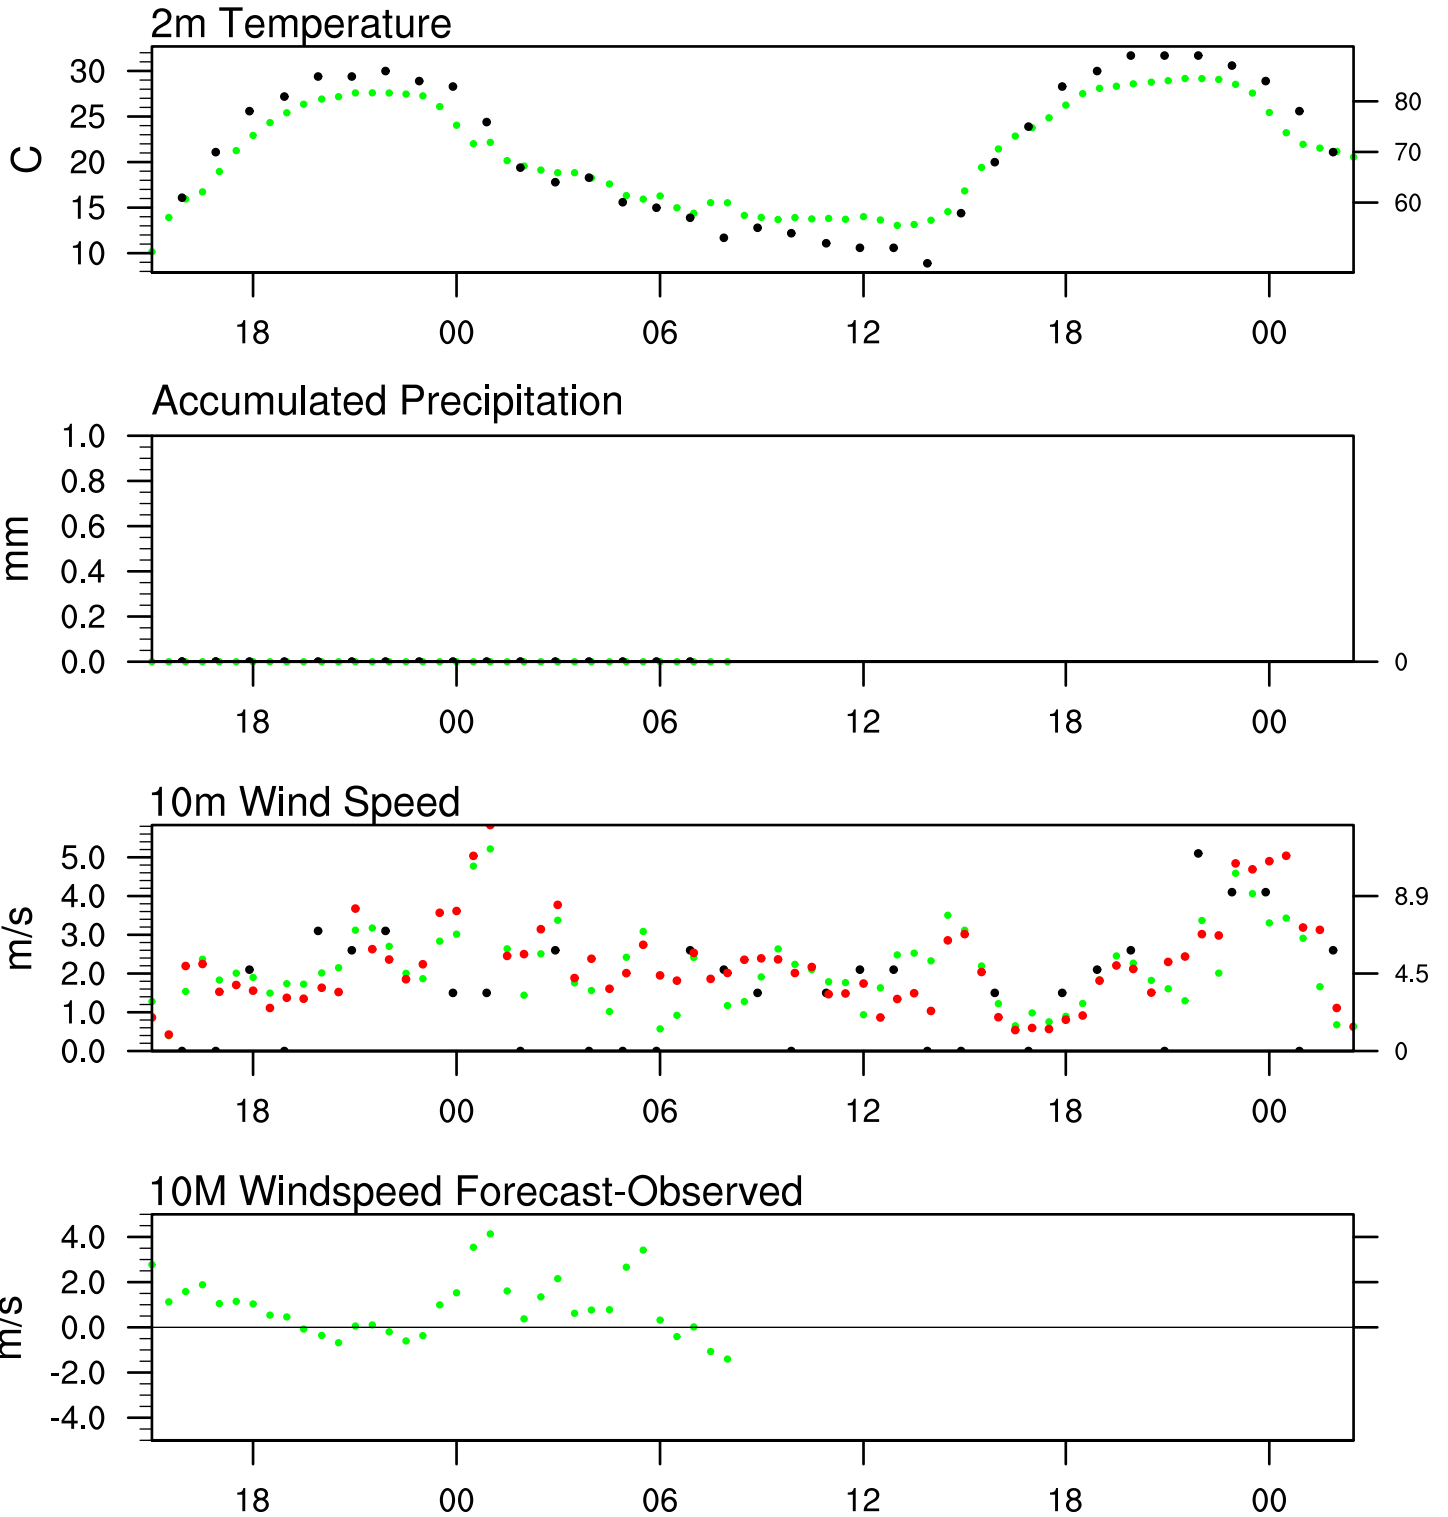 2m Temperature
30
25
20
15
10
C
80
70
60
18 00 06 12 18 00
Accumulated Precipitation
1.0
0.8
0.6
0.4
0.2
0.0
mm
0
18 00 06 12 18 00
10m Wind Speed
5.0
4.0
3.0
2.0
1.0
0.0
m/s
8.9
4.5
0
18 00 06 12 18 00
10M Windspeed Forecast-Observed
4.0
2.0
0.0
-2.0
-4.0
m/s
18 00 06 12 18 00